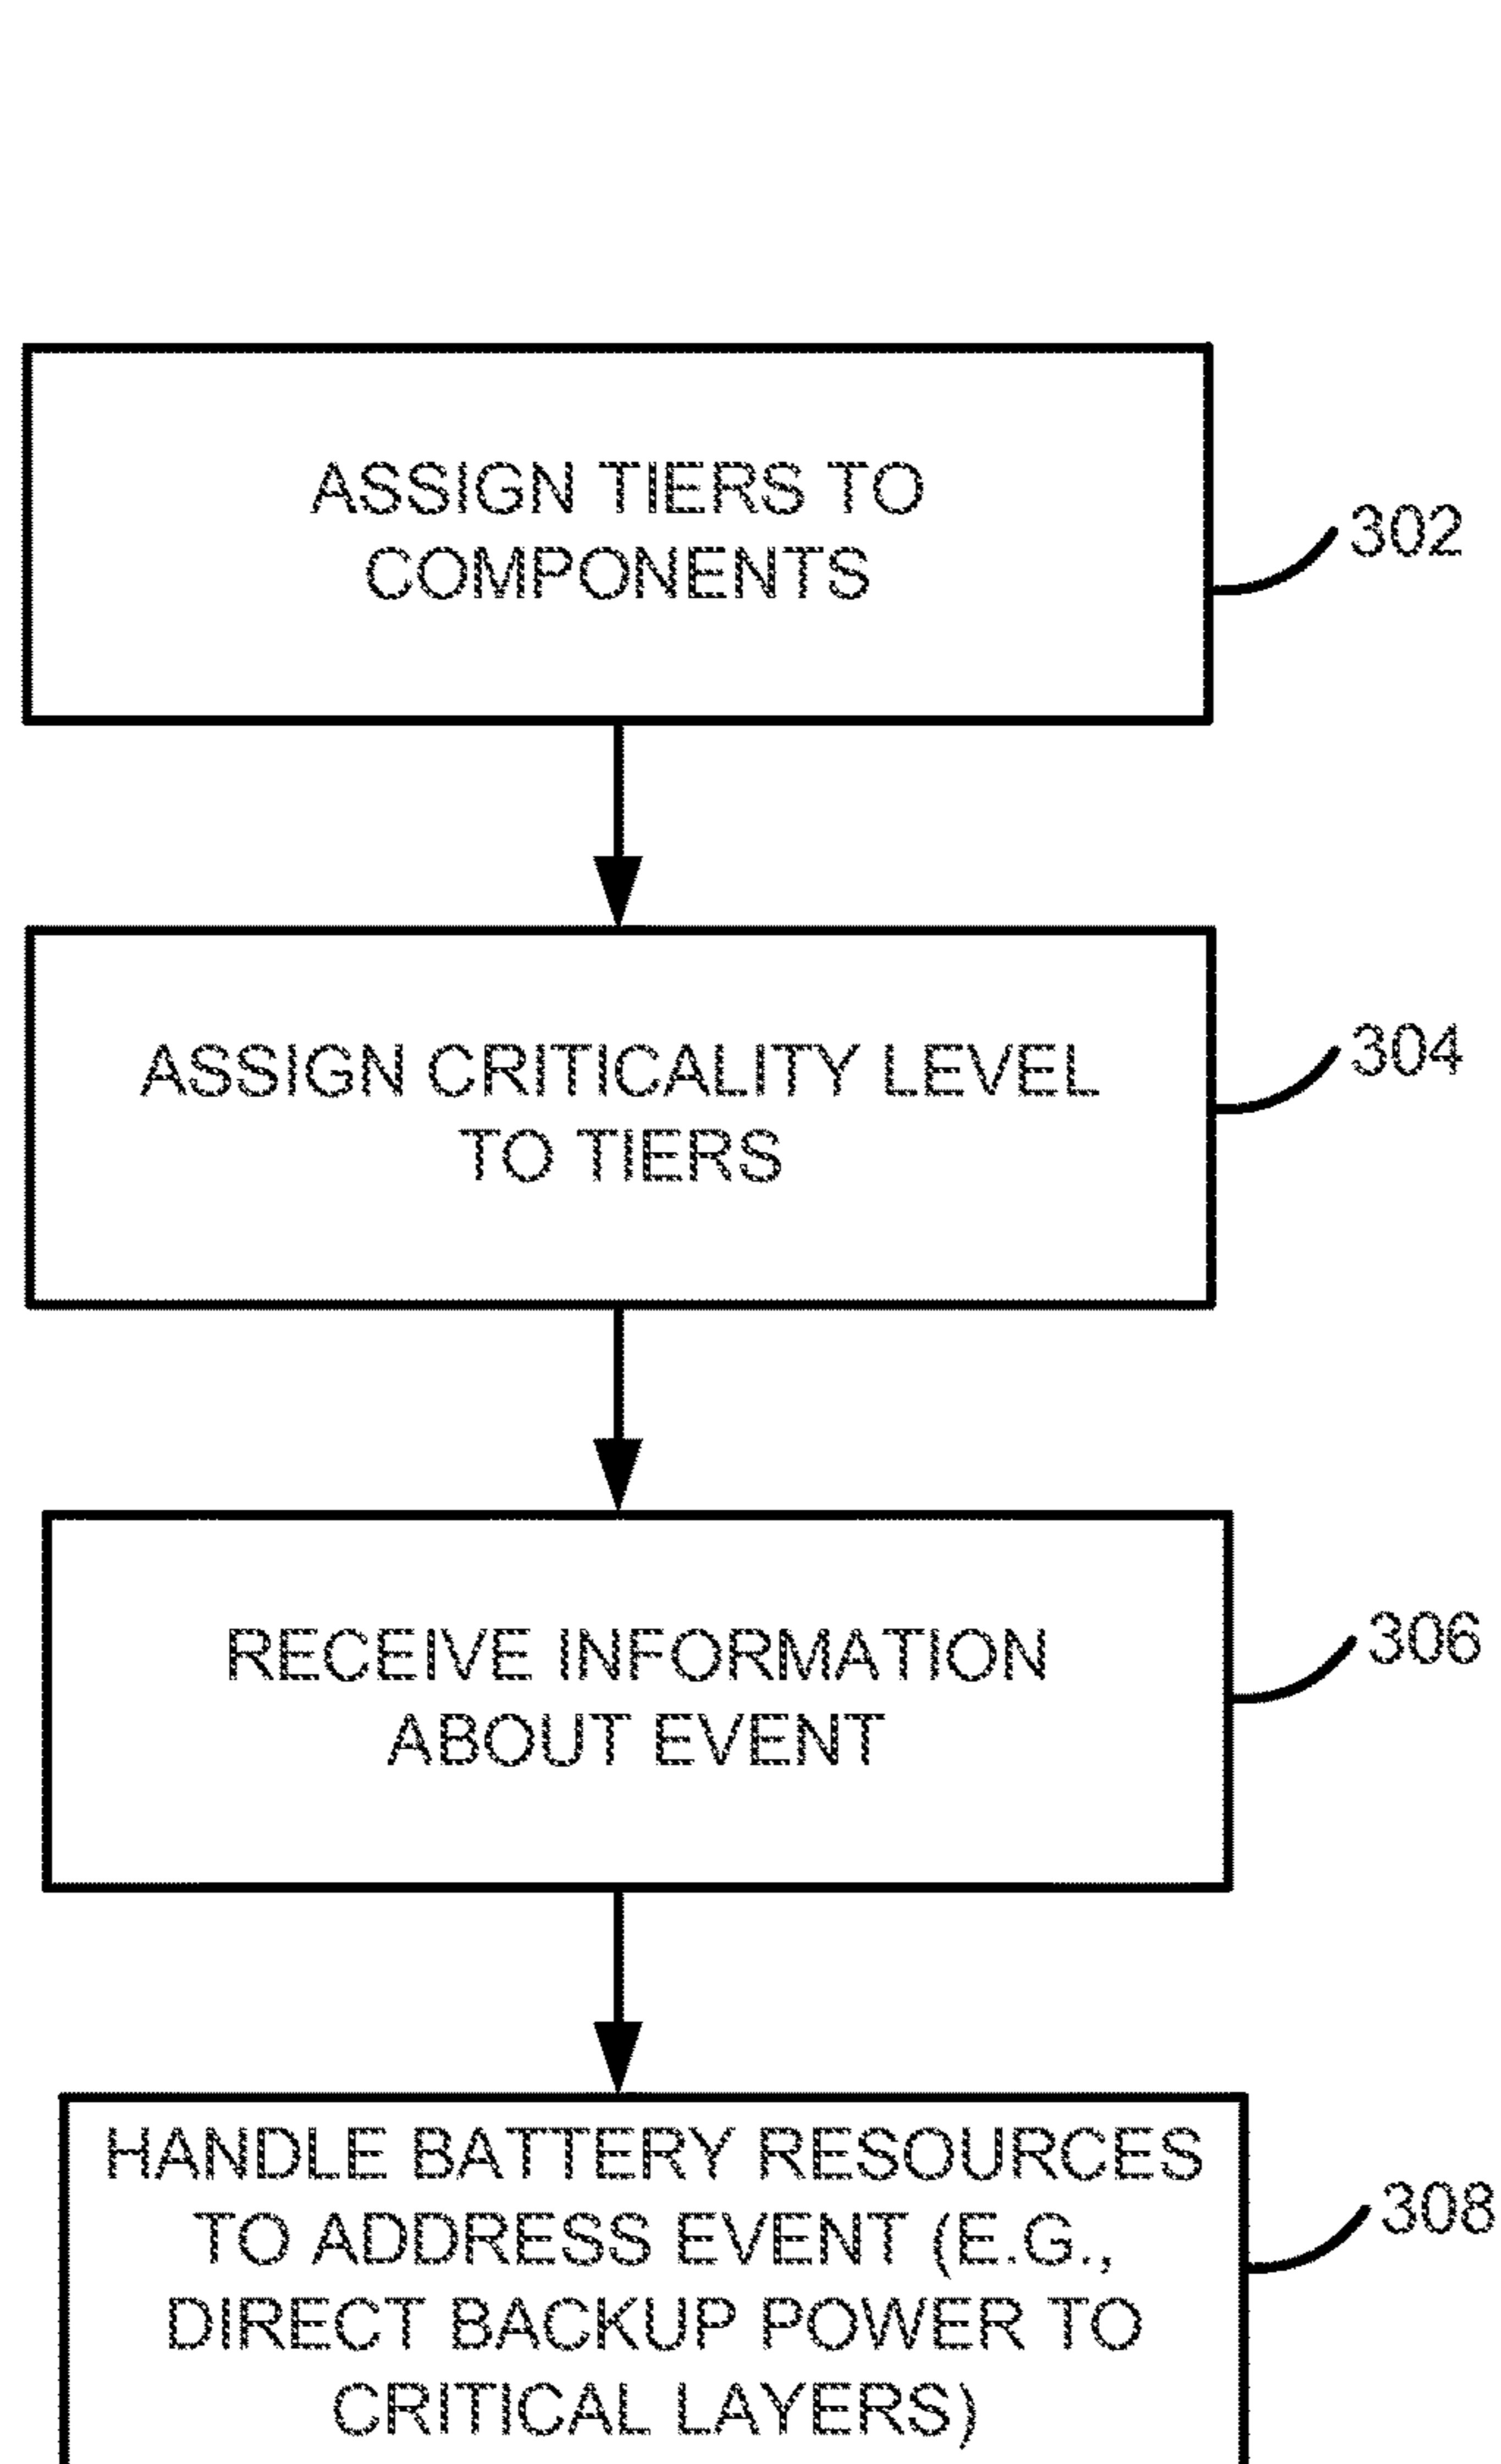 ASSIGN TIERS TO
COMPONENTS
302
ASSIGN CRITICALITY LEVEL
TO TIERS
304
RECEIVE INFORMATION
ABOUT EVENT
306
HANDLE BATTERY RESOURCES
TO ADDRESS EVENT (E.G.,
DIRECT BACKUP POWER TO
CRITICAL LAYERS)
308